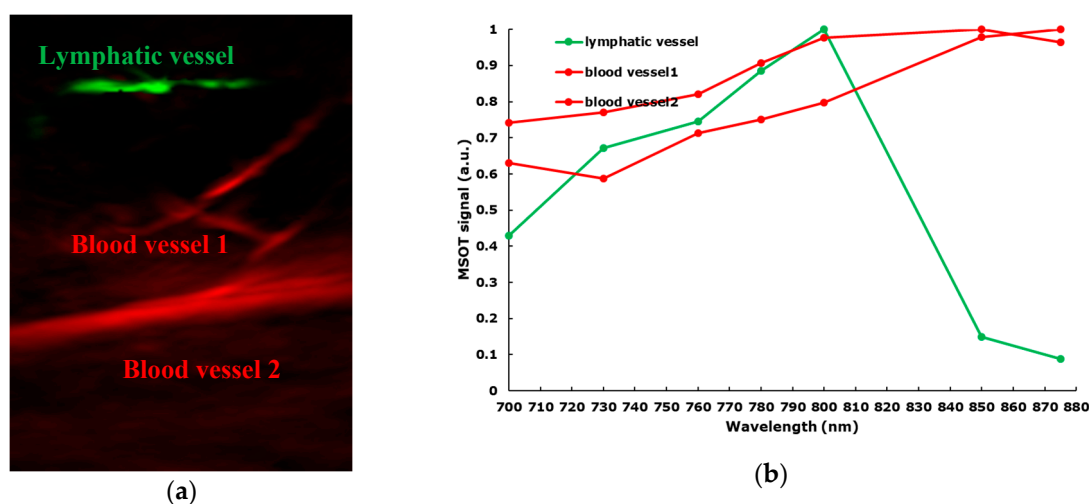 Lymphatic vessel
Blood vessel 1
Blood vessel 2
(a)
lymphatic vessel
blood vessel1
blood vessel2
MSOT signal (a.u.)
1
0.9
0.8
0.7
0.6
0.5
0.4
0.3
0.2
0.1
0
700 710 720 730 740 750 760 770 780 790 800 810 820 830 840 850 860 870 880
Wavelength (nm)
(b)